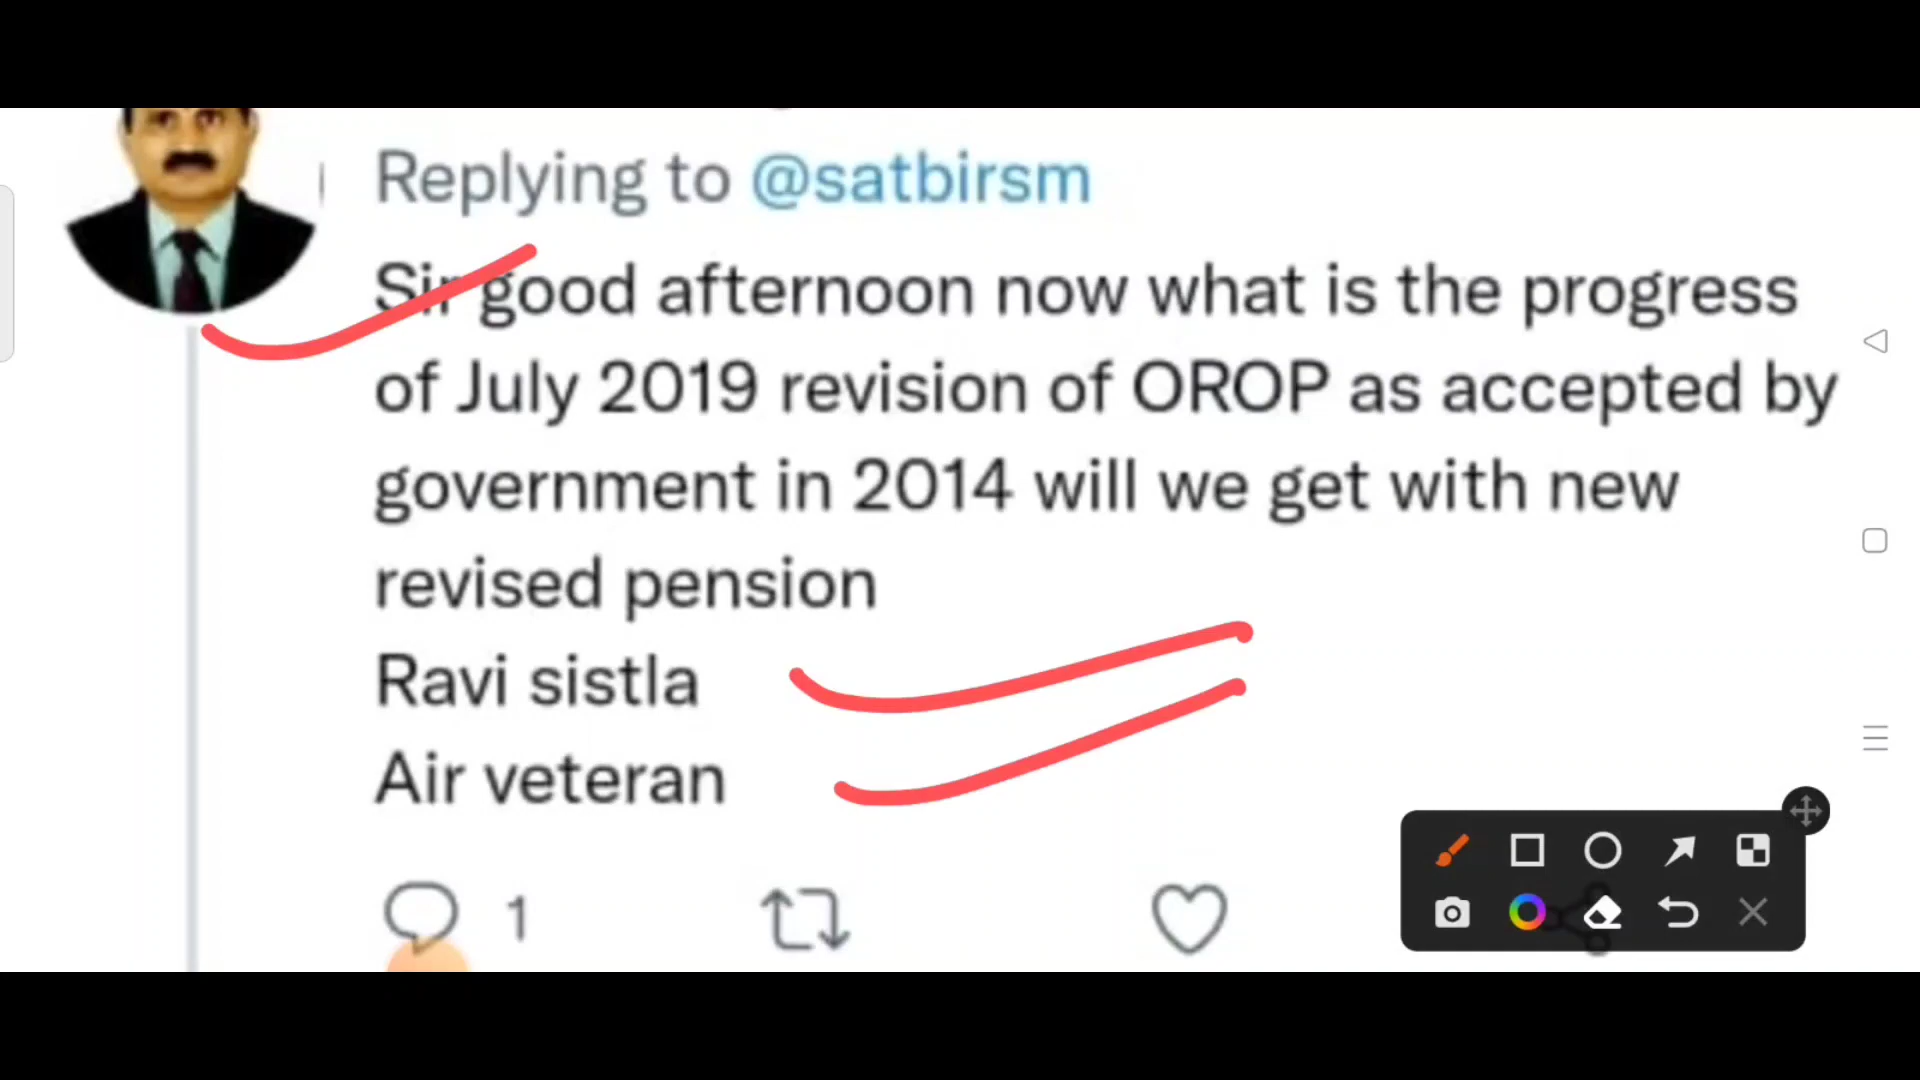 Replying to @satbirsm
Sir good afternoon now what is the progress
of July 2019 revision of OROP as accepted by
government in 2014 will we get with new
revised pension
Ravi sistla
Air veteran
1